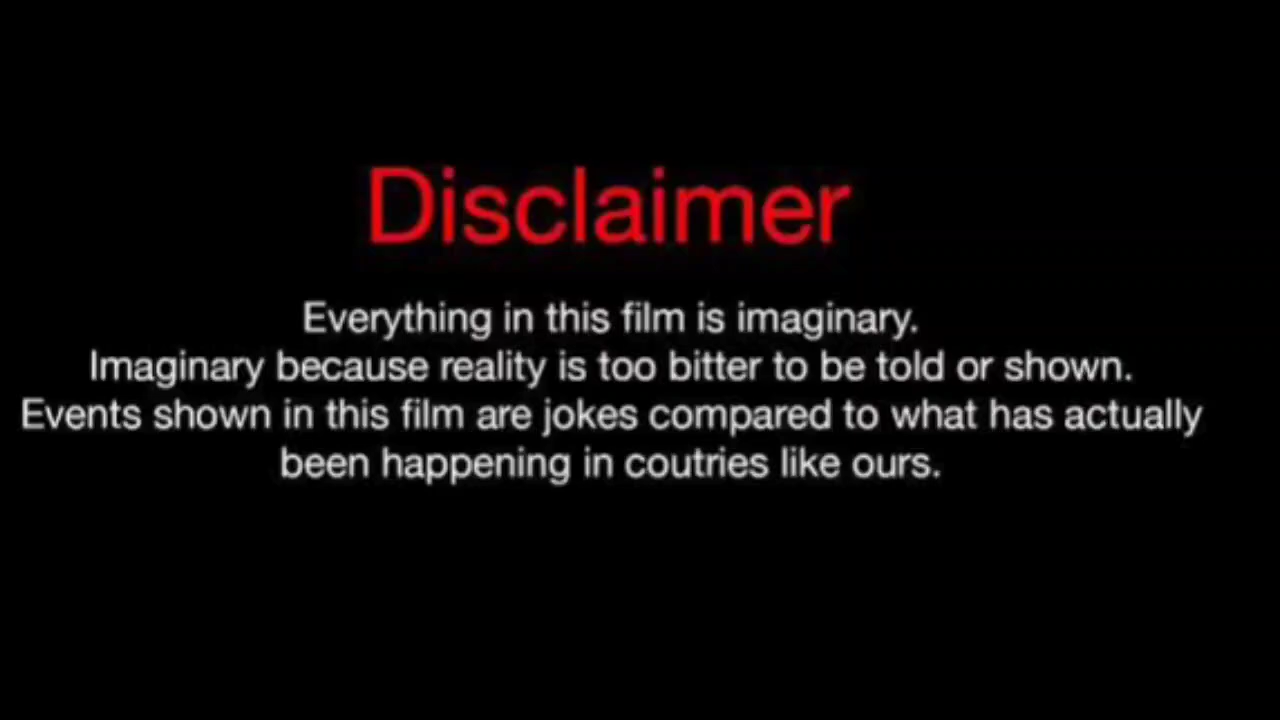 Disclaimer
Everything in this film is imaginary.
Imaginary because reality is too bitter to be told or shown.
Events shown in this film are jokes compared to what has actually
been happening in coutries like ours.